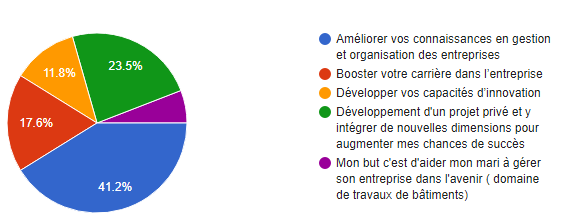 23.5%
11.8%
17.6%
41.2%
Améliorer vos connaissances en gestion
et organisation des entreprises
Booster votre carrière dans l'entreprise
Développer vos capacités d'innovation
Développement d'un projet privé et y
intégrer de nouvelles dimensions pour
augmenter mes chances de succès
Mon but c'est d'aider mon mari à gérer
son entreprise dans l'avenir ( domaine
de travaux de bâtiments)